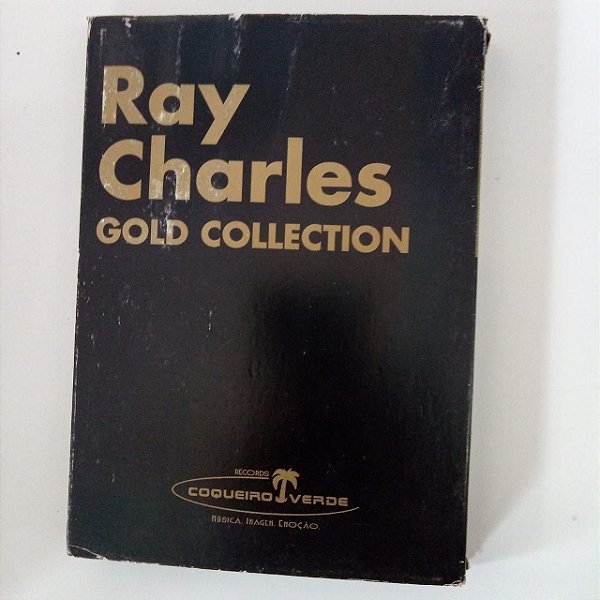 Ray
Charles
GOLD COLLECTION
RECORDS
COQUEIRO VERDE
MÚSICA. IMAGEM. EMOÇÃO.